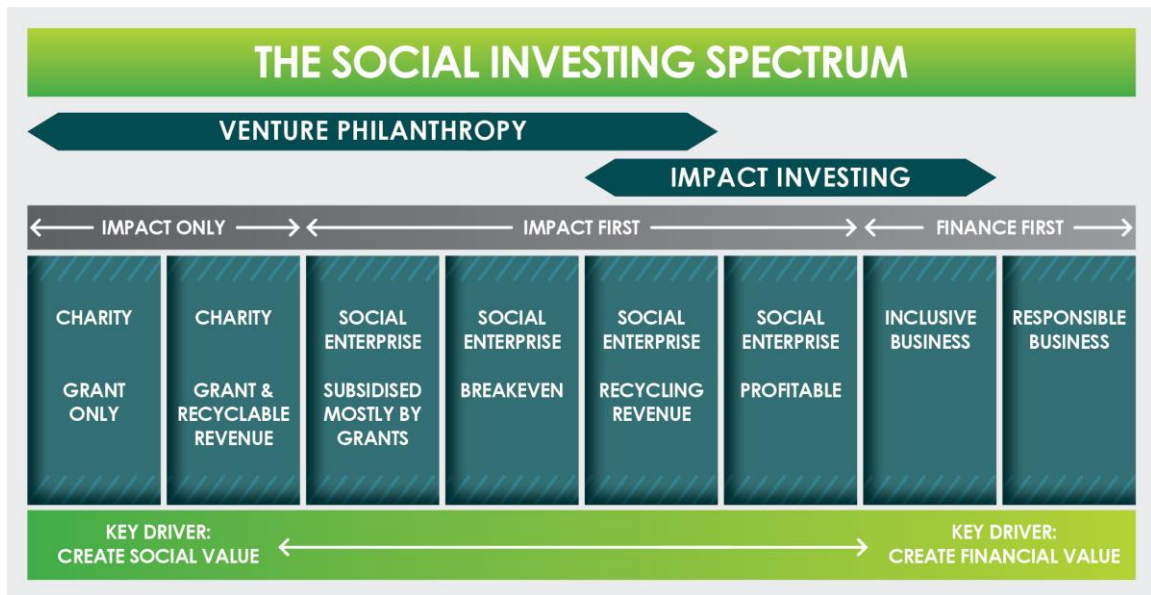 THE SOCIAL INVESTING SPECTRUM
VENTURE PHILANTHROPY
IMPACT INVESTING
IMPACT ONLY
IMPACT FIRST
FINANCE FIRST
CHARITY
GRANT
ONLY
CHARITY
GRANT &
RECYCLABLE
REVENUE
SOCIAL
ENTERPRISE
SUBSIDISED
MOSTLY BY
GRANTS
SOCIAL
ENTERPRISE
BREAKEVEN
SOCIAL
ENTERPRISE
RECYCLING
REVENUE
SOCIAL
ENTERPRISE
PROFITABLE
INCLUSIVE
BUSINESS
RESPONSIBLE
BUSINESS
KEY DRIVER:
CREATE SOCIAL VALUE
KEY DRIVER:
CREATE FINANCIAL VALUE